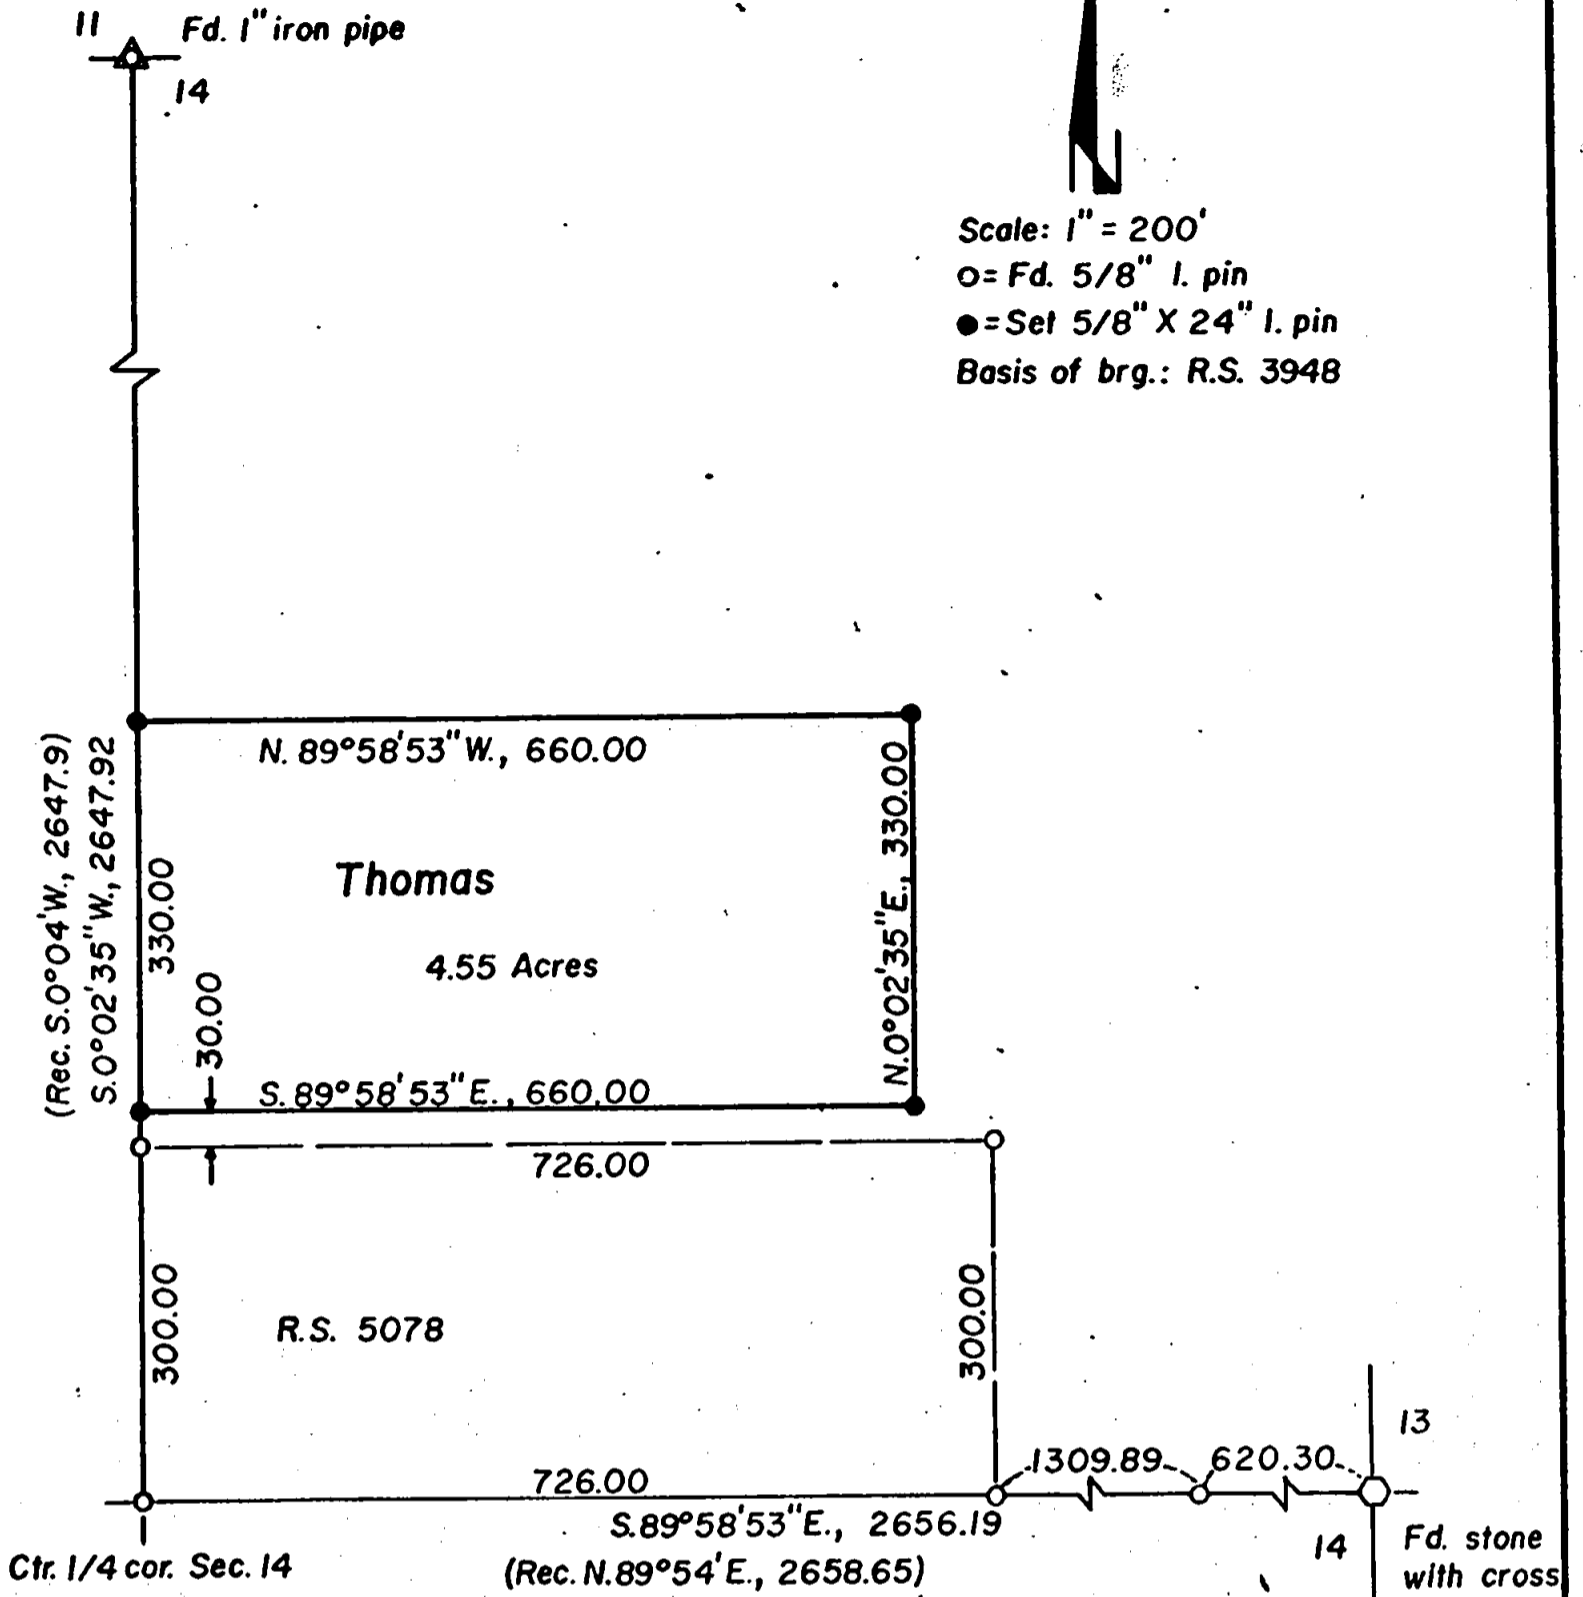 11
Fd. 1" iron pipe
14
N
Scale: 1" = 200'
o= Fd. 5/8" I. pin
●=Set 5/8" X 24" I. pin
Basis of brg.: R.S. 3948
N. 89°58'53"W., 660.00
(Rec. S.0°04'W., 2647.9)
S.0°02'35"W., 2647.92
330.00
Thomas
4.55 Acres
N.0°02'35"E., 330.00
30.00
S. 89°58'53"E., 660.00
726.00
300.00
R.S. 5078
300.00
726.00
1309.89
620.30
13
S.89°58'53"E., 2656.19
14
Fd. stone
with cross
Ctr. 1/4 cor. Sec. 14
(Rec. N.89°54'E., 2658.65)